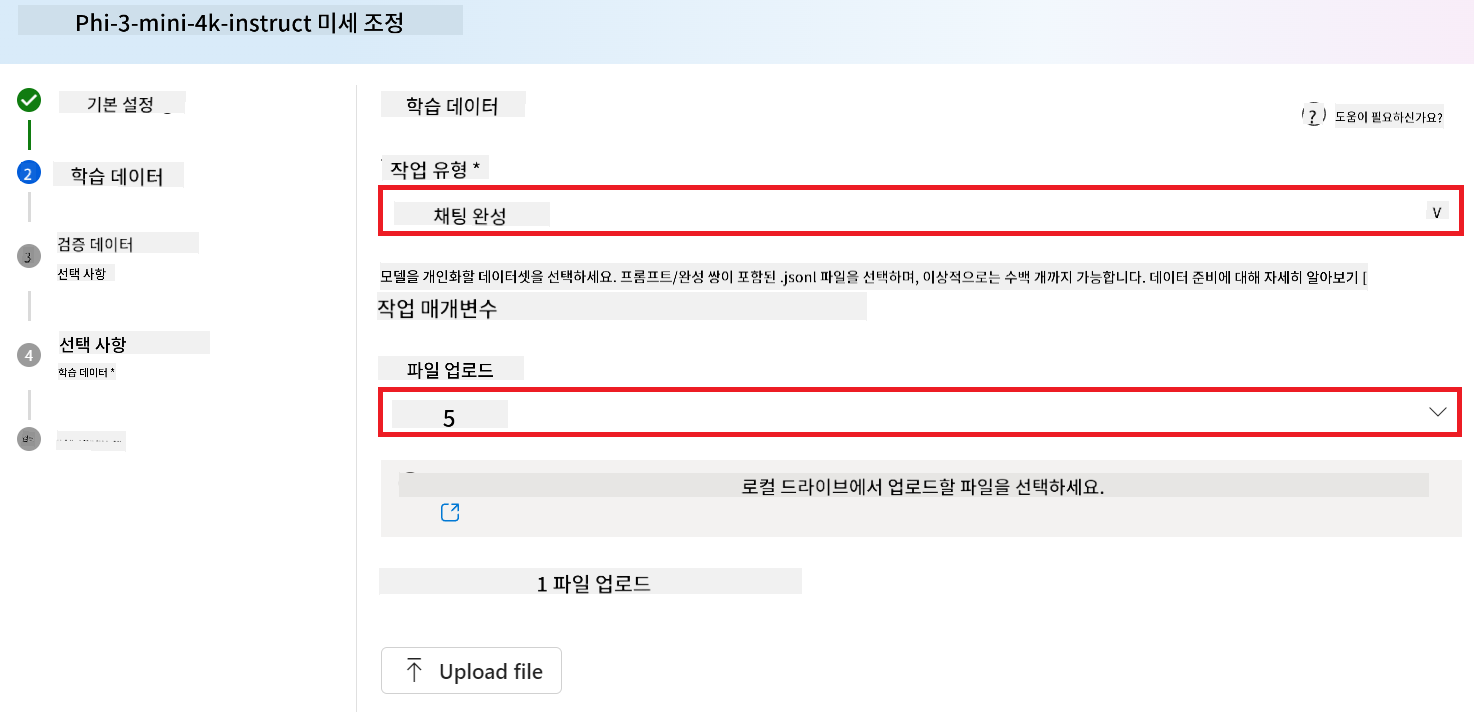 Phi-3-mini-4k-instruct 미세 조정
기본 설정
2
학습 데이터
3
검증 데이터
선택 사항
4
선택 사항
학습 데이터 *
학습 데이터
?
도움이 필요하신가요?
작업 유형 *
채팅 완성
V
모델을 개인화할 데이터셋을 선택하세요. 프롬프트/완성 쌍이 포함된 .jsonl 파일을 선택하며, 이상적으로는 수백 개까지 가능합니다. 데이터 준비에 대해 자세히 알아보기 [
작업 매개변수
파일 업로드
5
로컬 드라이브에서 업로드할 파일을 선택하세요.
1 파일 업로드
Upload file